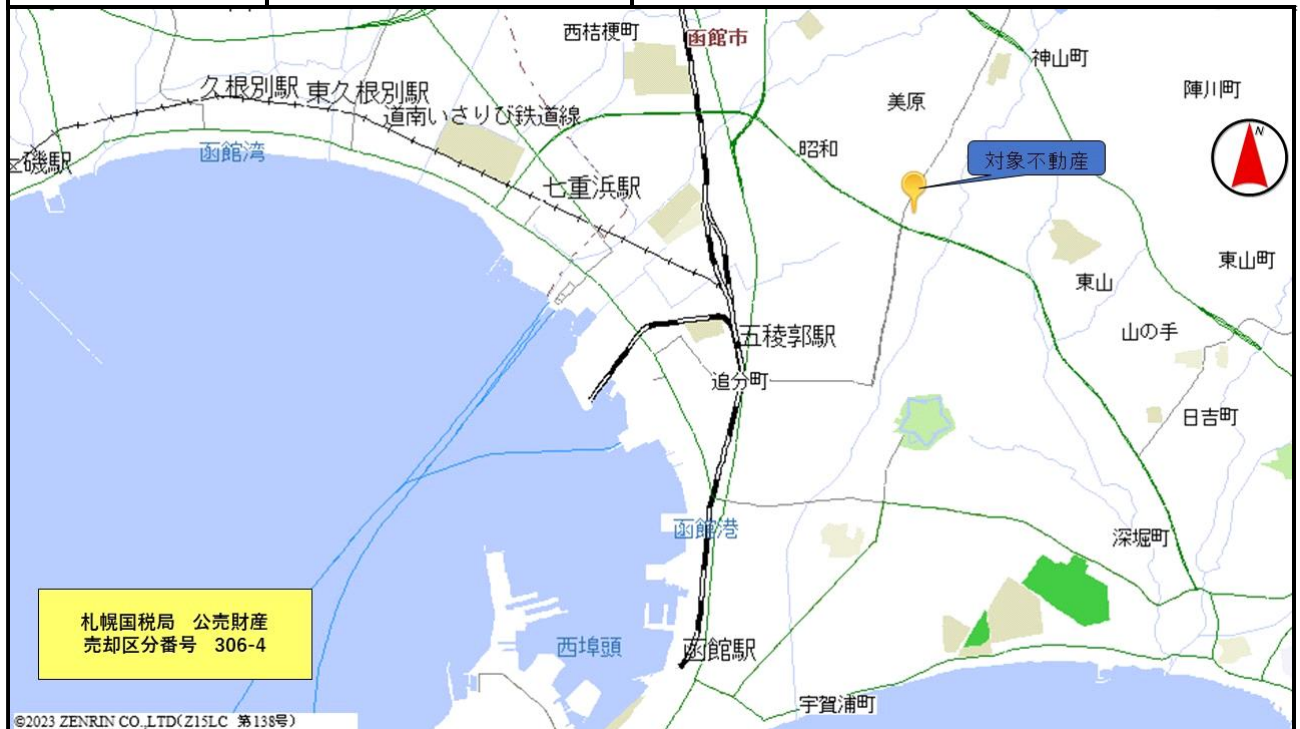 西桔梗町
函館市
神山町
久根別駅
東久根別駅
美原
陣川町
道南いさりび鉄道線
N
昭和
函館湾
対象不動産
磯駅
七重浜駅
東山町
東山
五稜郭駅
山の手
追分町
日吉町
函館港
深堀町
札幌国税局 公売財産
売却区分番号 306-4
西埠頭
函館駅
宇賀浦町
©2023 ZENRIN CO.,LTD(Z15LC 第138号)